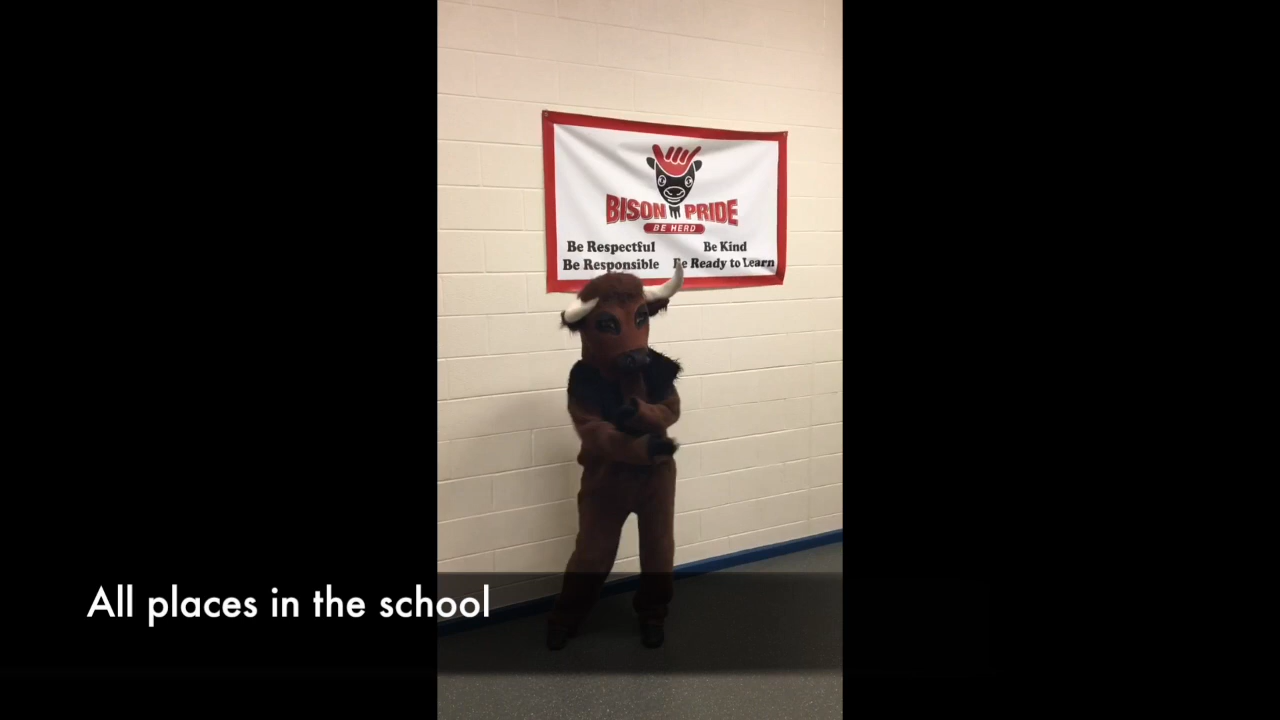 BISON PRIDE
BE HERD
Be Respectful Be Kind
Be Responsible Be Ready to Learn
All places in the school